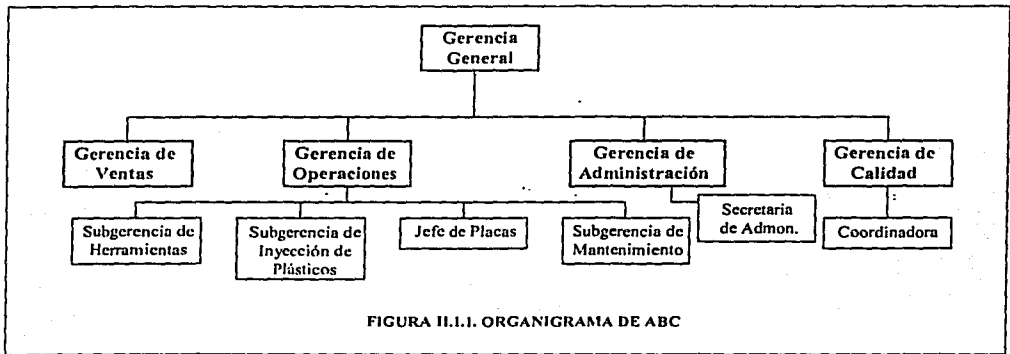 Gerencia
General
Gerencia de
Ventas
Gerencia de
Operaciones
Gerencia de
Administración
Gerencia de
Calidad
Subgerencia de
Herramientas
Subgerencia de
Inyección de
Plásticos
Jefe de Placas
Subgerencia de
Mantenimiento
Secretaria
de Admon.
Coordinadora
FIGURA II.1.1. ORGANIGRAMA DE ABC